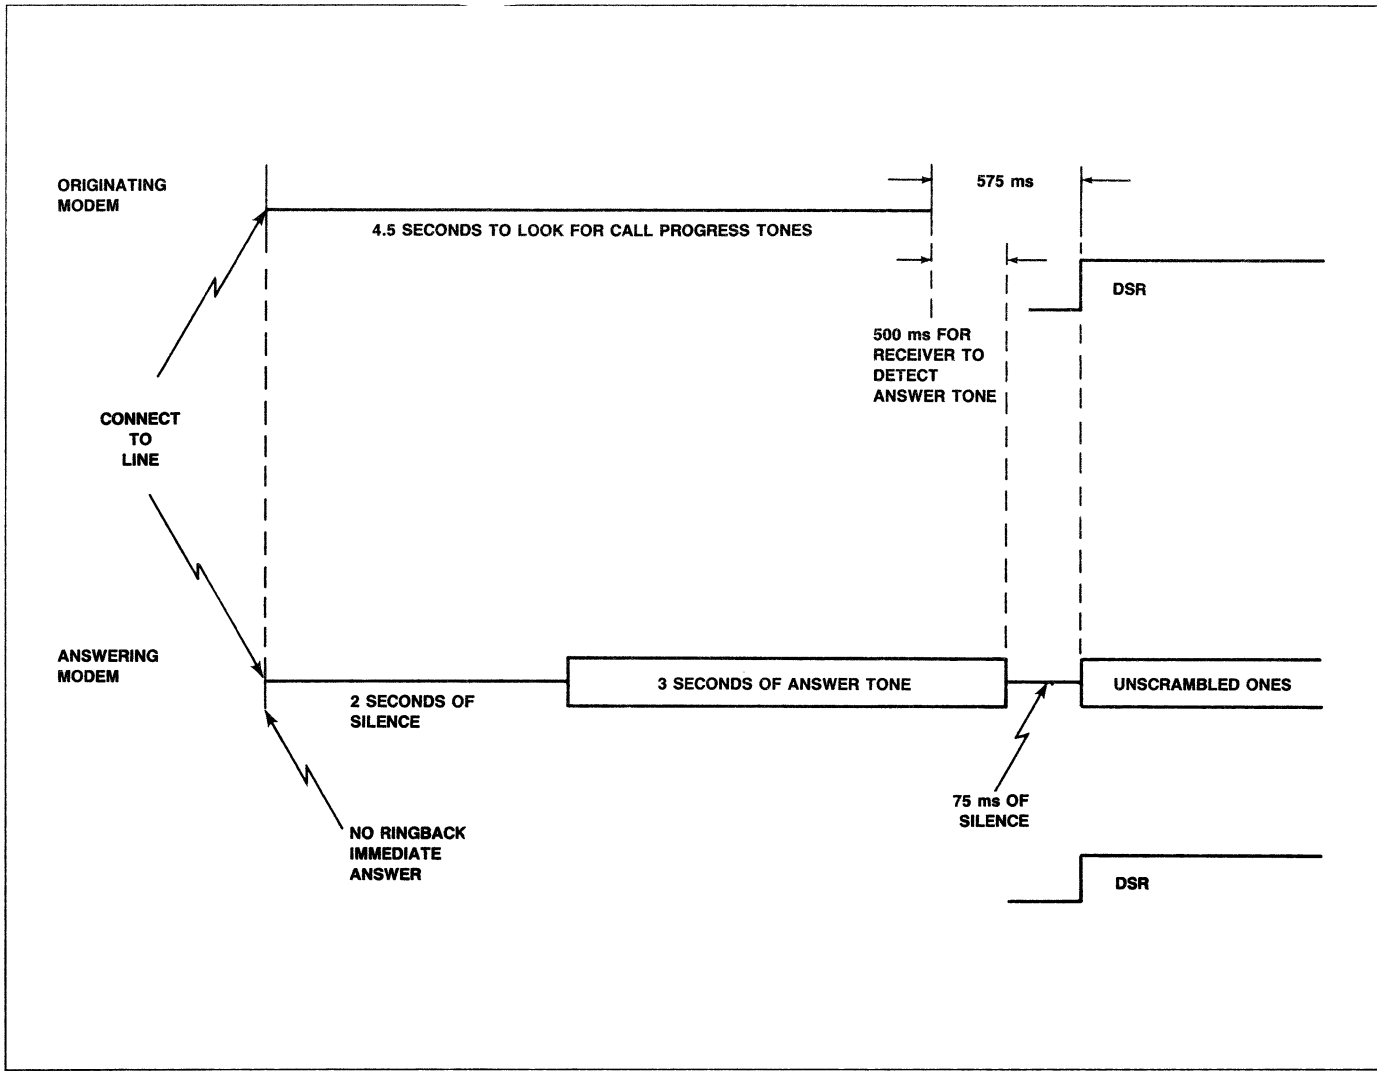 ORIGINATING
MODEM
575 ms
4.5 SECONDS TO LOOK FOR CALL PROGRESS TONES
DSR
500 ms FOR
RECEIVER TO
DETECT
ANSWER TONE
CONNECT
TO
LINE
ANSWERING
MODEM
2 SECONDS OF
SILENCE
3 SECONDS OF ANSWER TONE
UNSCRAMBLED ONES
75 ms OF
SILENCE
NO RINGBACK
IMMEDIATE
ANSWER
DSR